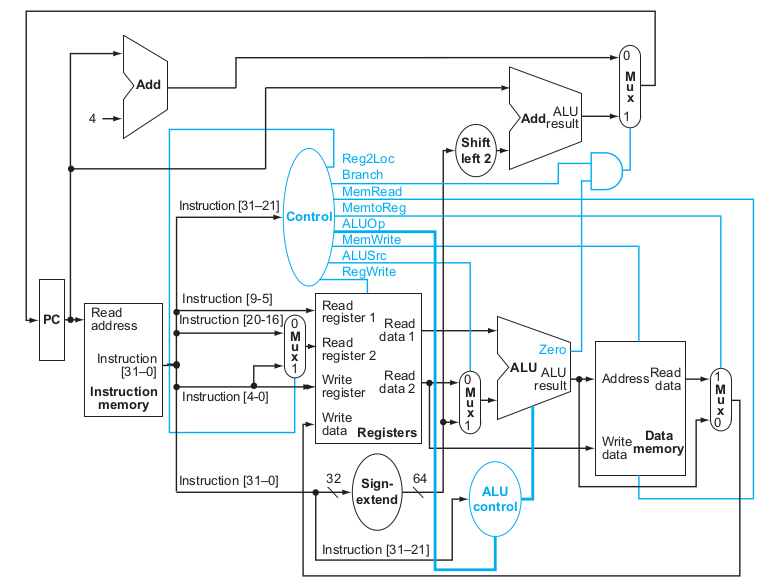 0
M
u
x
1
Add
4
Add
ALU
result
Shift
left 2
Reg2Loc
Branch
MemRead
MemtoReg
ALUOp
MemWrite
ALUSrc
RegWrite
Control
Instruction [31–21]
PC
Read
address
Instruction
[31–0]
Instruction
memory
Instruction [9-5]
Instruction [20-16]
Instruction [4-0]
0
M
u
x
1
Read
register 1
Read
register 2
Write
register
Write
data
Read
data 1
Read
data 2
Registers
0
M
u
x
1
Zero
ALU
ALU
result
Address
Read
data
Write
data
Data
memory
1
M
u
x
0
Instruction [31–0]
32
Sign-
extend
64
ALU
control
Instruction [31–21]